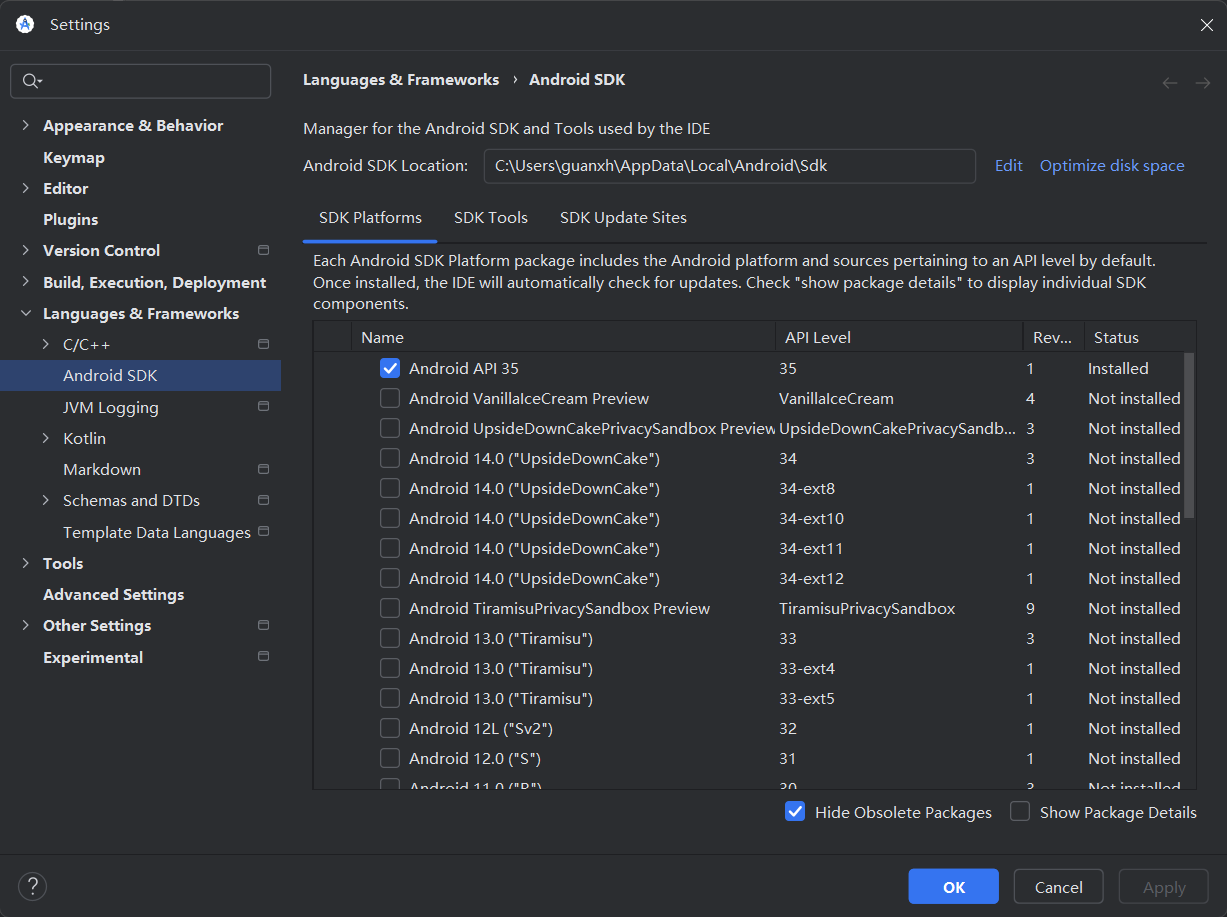 Settings
Languages & Frameworks › Android SDK
Appearance & Behavior
Keymap
Editor
Plugins
Version Control
Build, Execution, Deployment
Languages & Frameworks
C/C++
Android SDK
JVM Logging
Kotlin
Markdown
Schemas and DTDs
Template Data Languages
Tools
Advanced Settings
Other Settings
Experimental
Manager for the Android SDK and Tools used by the IDE
Android SDK Location: C:\Users\guanxh\AppData\Local\Android\Sdk Edit Optimize disk space
SDK Platforms SDK Tools SDK Update Sites
Each Android SDK Platform package includes the Android platform and sources pertaining to an API level by default.
Once installed, the IDE will automatically check for updates. Check "show package details" to display individual SDK
components.
Name API Level Rev... Status
Android API 35 35 1 Installed
Android VanillaIceCream Preview VanillaIceCream 4 Not installed
Android UpsideDownCakePrivacySandbox Preview UpsideDownCakePrivacySandb... 3 Not installed
Android 14.0 ("UpsideDownCake") 34 3 Not installed
Android 14.0 ("UpsideDownCake") 34-ext8 1 Not installed
Android 14.0 ("UpsideDownCake") 34-ext10 1 Not installed
Android 14.0 ("UpsideDownCake") 34-ext11 1 Not installed
Android 14.0 ("UpsideDownCake") 34-ext12 1 Not installed
Android TiramisuPrivacySandbox Preview TiramisuPrivacySandbox 9 Not installed
Android 13.0 ("Tiramisu") 33 3 Not installed
Android 13.0 ("Tiramisu") 33-ext4 1 Not installed
Android 13.0 ("Tiramisu") 33-ext5 1 Not installed
Android 12L ("Sv2") 32 1 Not installed
Android 12.0 ("S") 31 1 Not installed
Android 11.0 ("R") 30 3 Not installed
Hide Obsolete Packages Show Package Details
? OK Cancel Apply